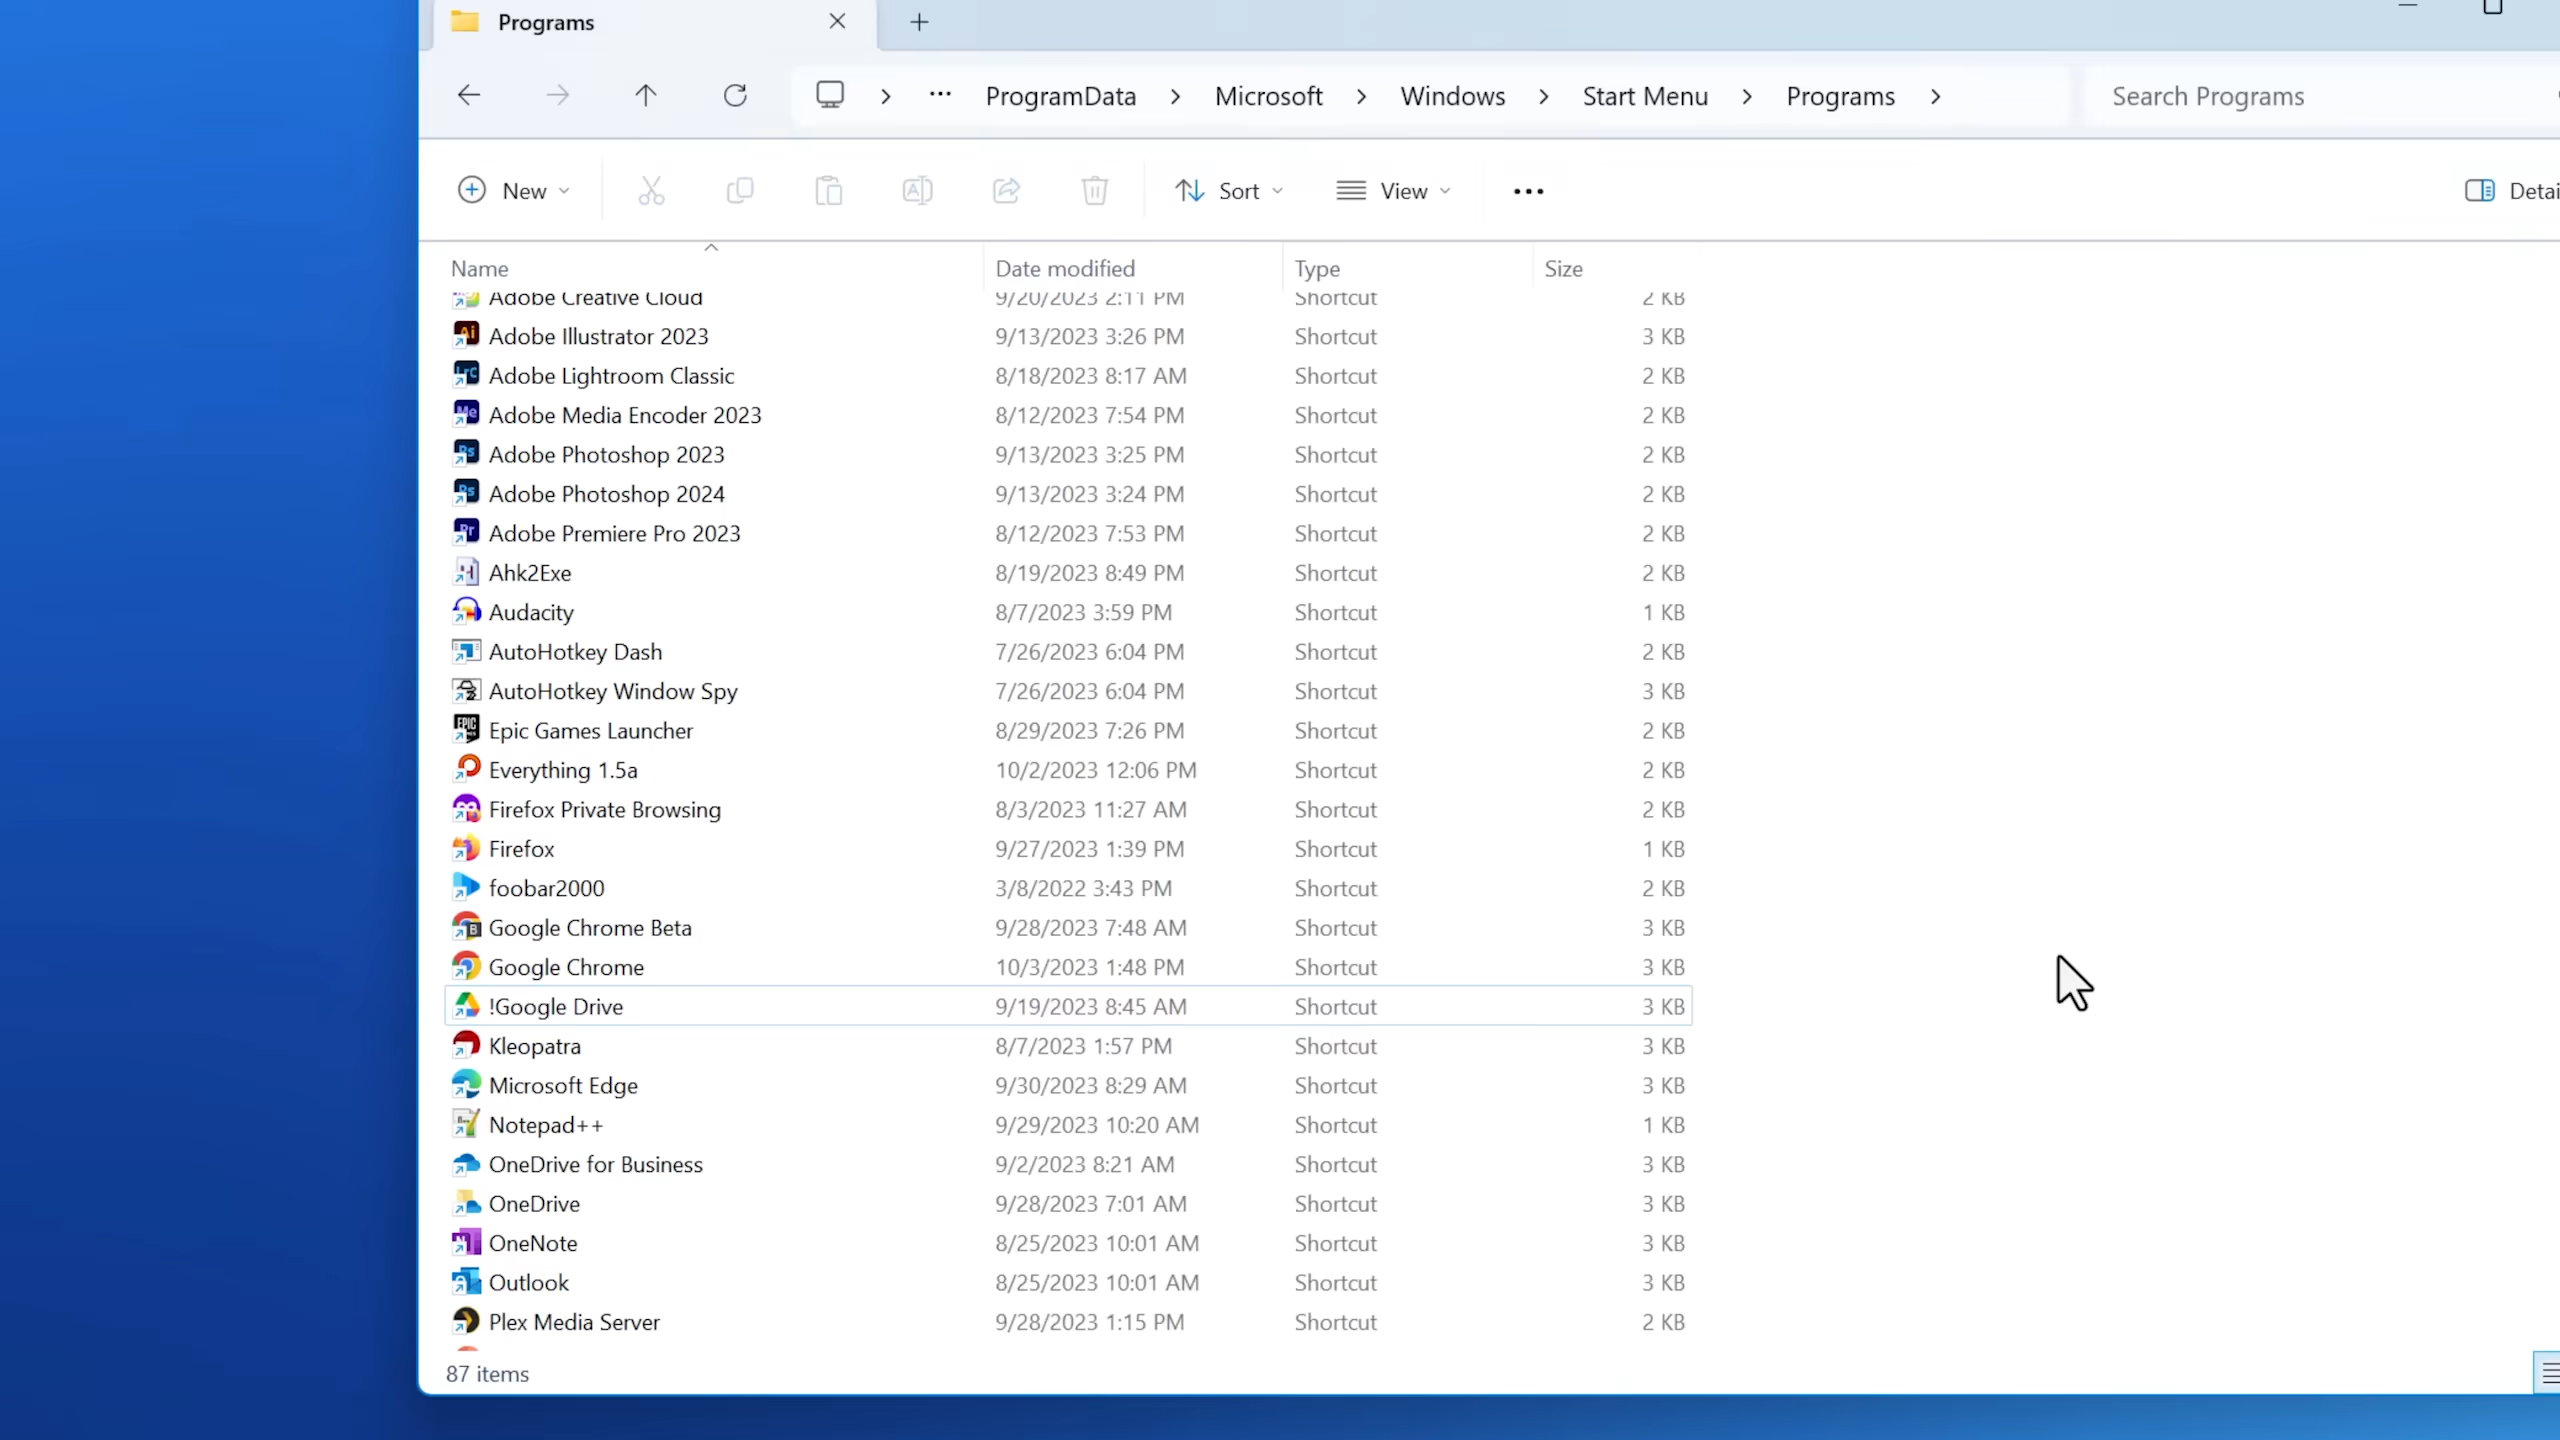 Programs
ProgramData > Microsoft > Windows > Start Menu > Programs >
Search Programs
New
Sort
View
Detai
Name Date modified Type Size
Adobe Creative Cloud 9/20/2023 2:11 PM Shortcut 2 KB
Adobe Illustrator 2023 9/13/2023 3:26 PM Shortcut 3 KB
Adobe Lightroom Classic 8/18/2023 8:17 AM Shortcut 2 KB
Adobe Media Encoder 2023 8/12/2023 7:54 PM Shortcut 2 KB
Adobe Photoshop 2023 9/13/2023 3:25 PM Shortcut 2 KB
Adobe Photoshop 2024 9/13/2023 3:24 PM Shortcut 2 KB
Adobe Premiere Pro 2023 8/12/2023 7:53 PM Shortcut 2 KB
Ahk2Exe 8/19/2023 8:49 PM Shortcut 2 KB
Audacity 8/7/2023 3:59 PM Shortcut 1 KB
AutoHotkey Dash 7/26/2023 6:04 PM Shortcut 2 KB
AutoHotkey Window Spy 7/26/2023 6:04 PM Shortcut 3 KB
Epic Games Launcher 8/29/2023 7:26 PM Shortcut 2 KB
Everything 1.5a 10/2/2023 12:06 PM Shortcut 2 KB
Firefox Private Browsing 8/3/2023 11:27 AM Shortcut 2 KB
Firefox 9/27/2023 1:39 PM Shortcut 1 KB
foobar2000 3/8/2022 3:43 PM Shortcut 2 KB
Google Chrome Beta 9/28/2023 7:48 AM Shortcut 3 KB
Google Chrome 10/3/2023 1:48 PM Shortcut 3 KB
!Google Drive 9/19/2023 8:45 AM Shortcut 3 KB
Kleopatra 8/7/2023 1:57 PM Shortcut 3 KB
Microsoft Edge 9/30/2023 8:29 AM Shortcut 3 KB
Notepad++ 9/29/2023 10:20 AM Shortcut 1 KB
OneDrive for Business 9/2/2023 8:21 AM Shortcut 3 KB
OneDrive 9/28/2023 7:01 AM Shortcut 3 KB
OneNote 8/25/2023 10:01 AM Shortcut 3 KB
Outlook 8/25/2023 10:01 AM Shortcut 3 KB
Plex Media Server 9/28/2023 1:15 PM Shortcut 2 KB
87 items